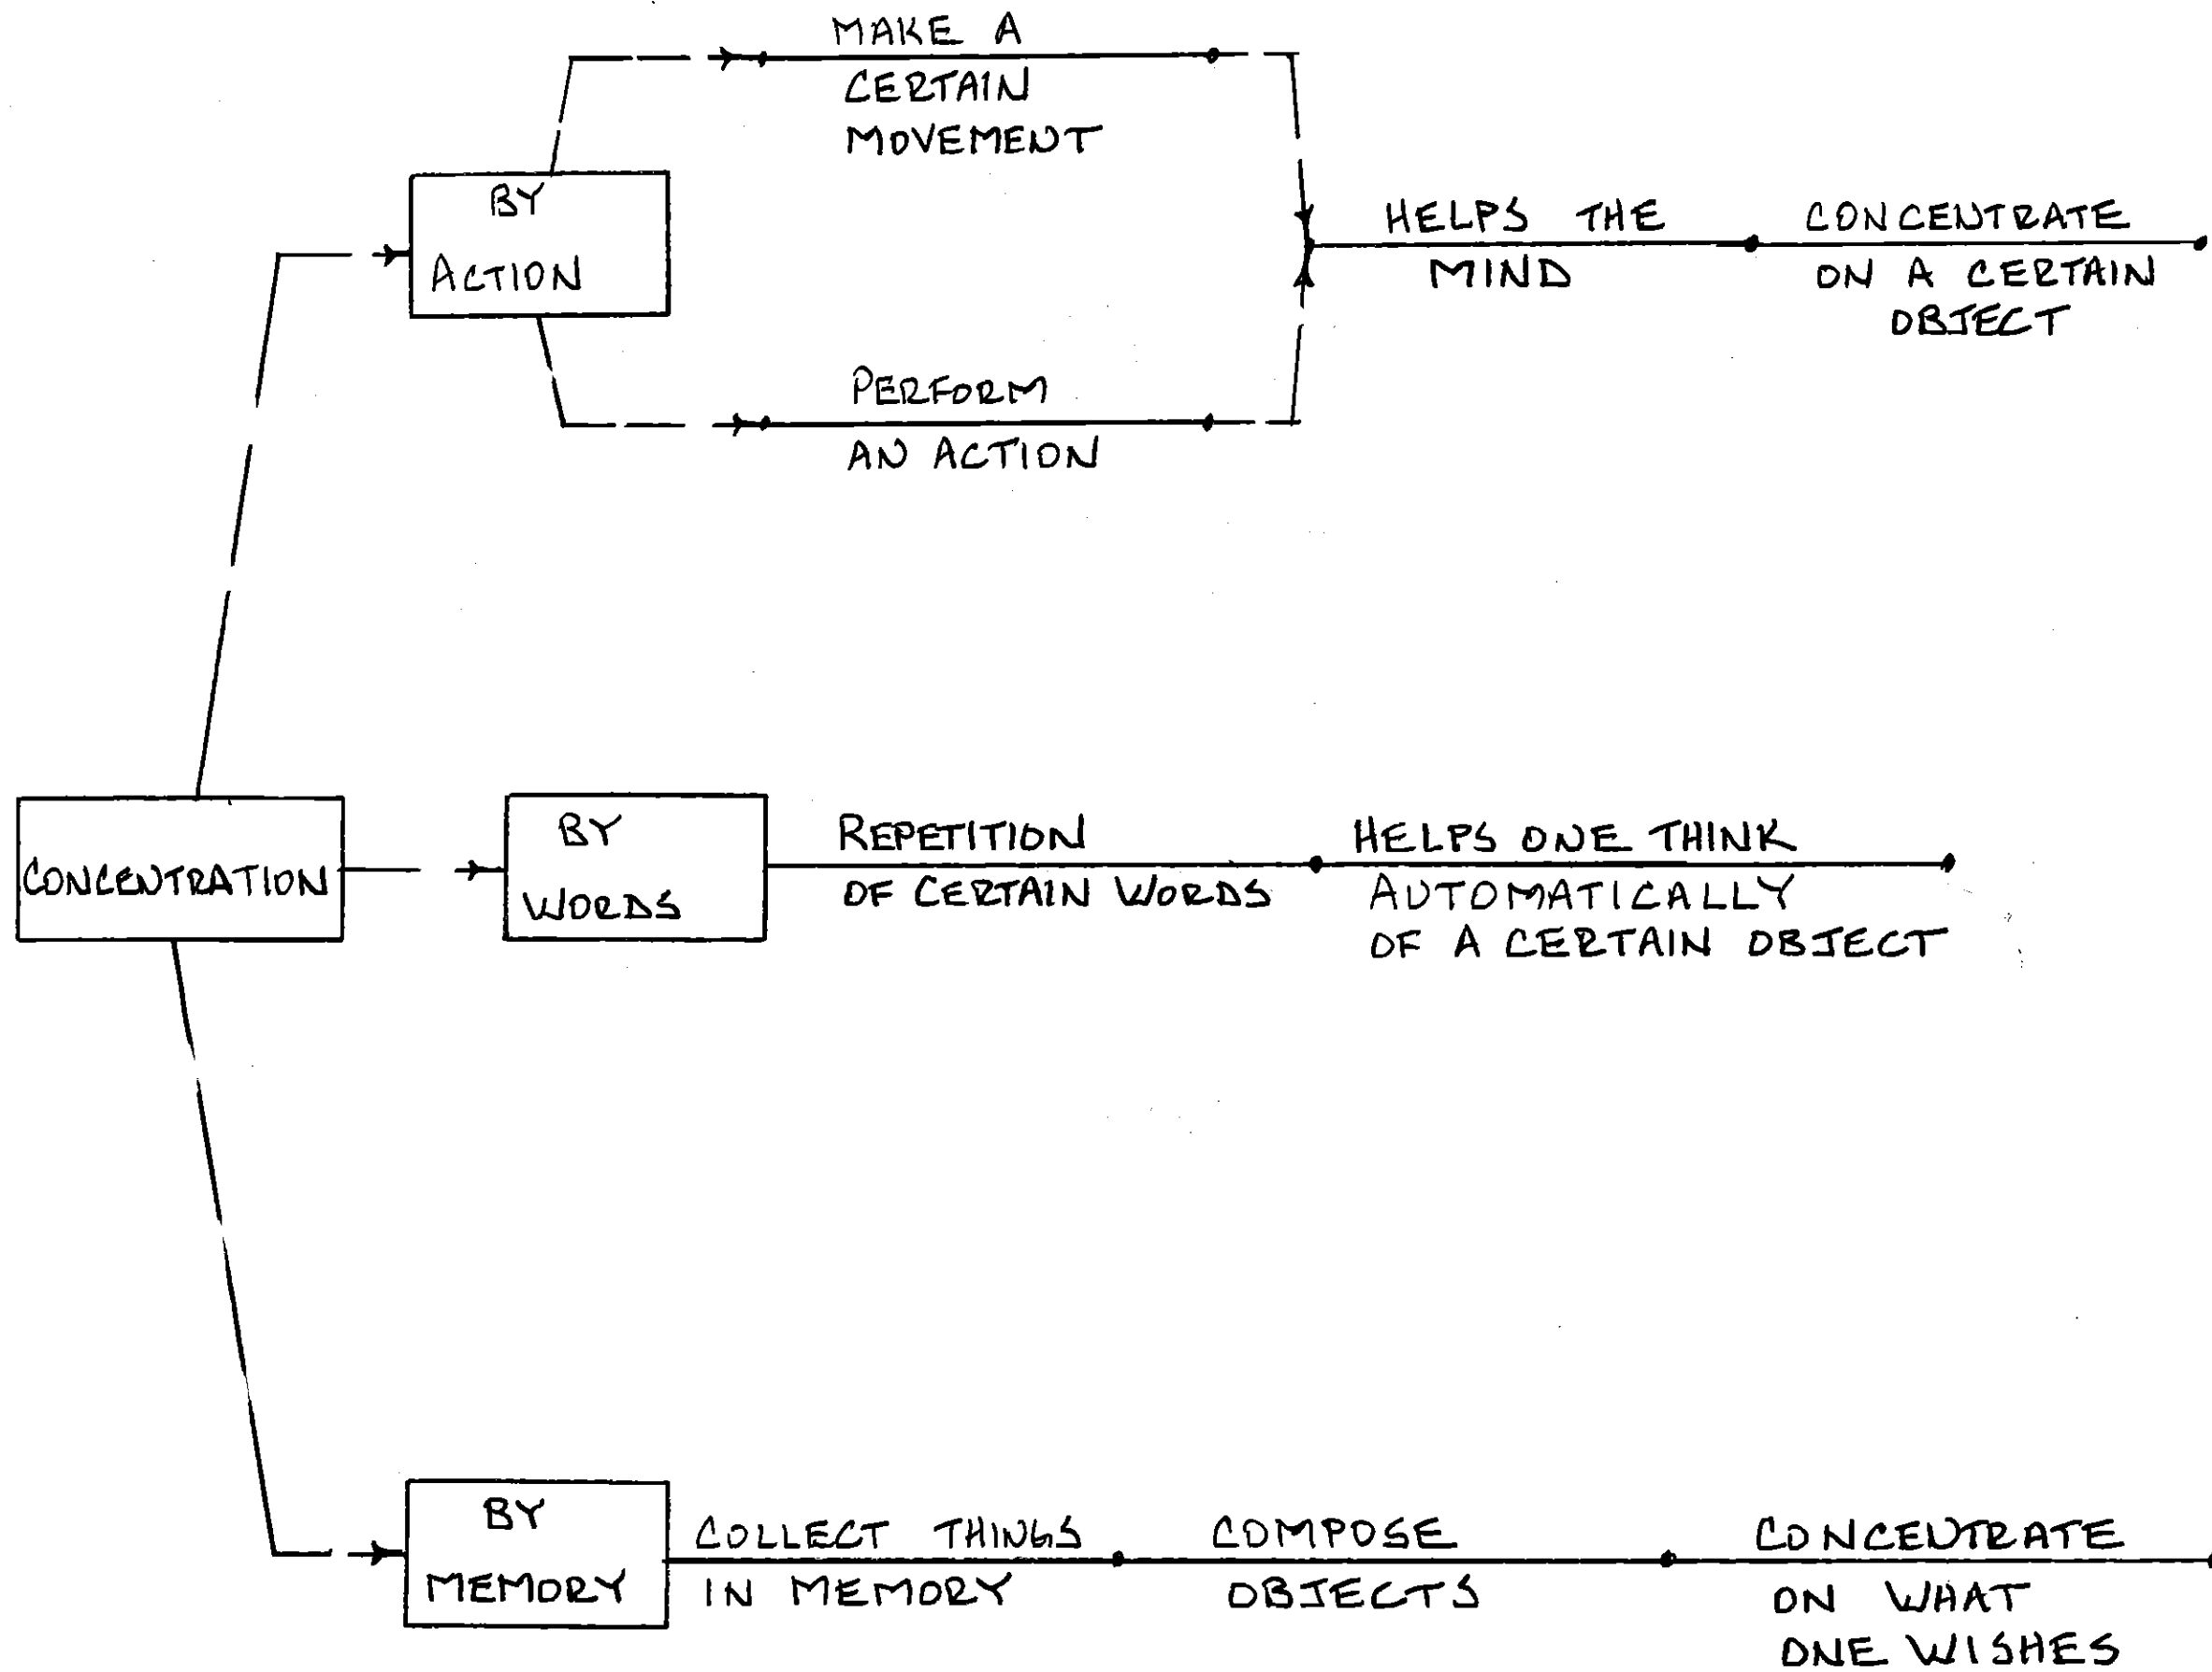 MAKE A
CERTAIN
MOVEMENT
BY
ACTION
HELPS THE
MIND
CONCENTRATE
ON A CERTAIN
OBJECT
PERFORM
AN ACTION
CONCENTRATION
BY
WORDS
REPETITION
OF CERTAIN WORDS
HELPS ONE THINK
AUTOMATICALLY
OF A CERTAIN OBJECT
BY
MEMORY
COLLECT THINGS
IN MEMORY
COMPOSE
OBJECTS
CONCENTRATE
ON WHAT
ONE WISHES